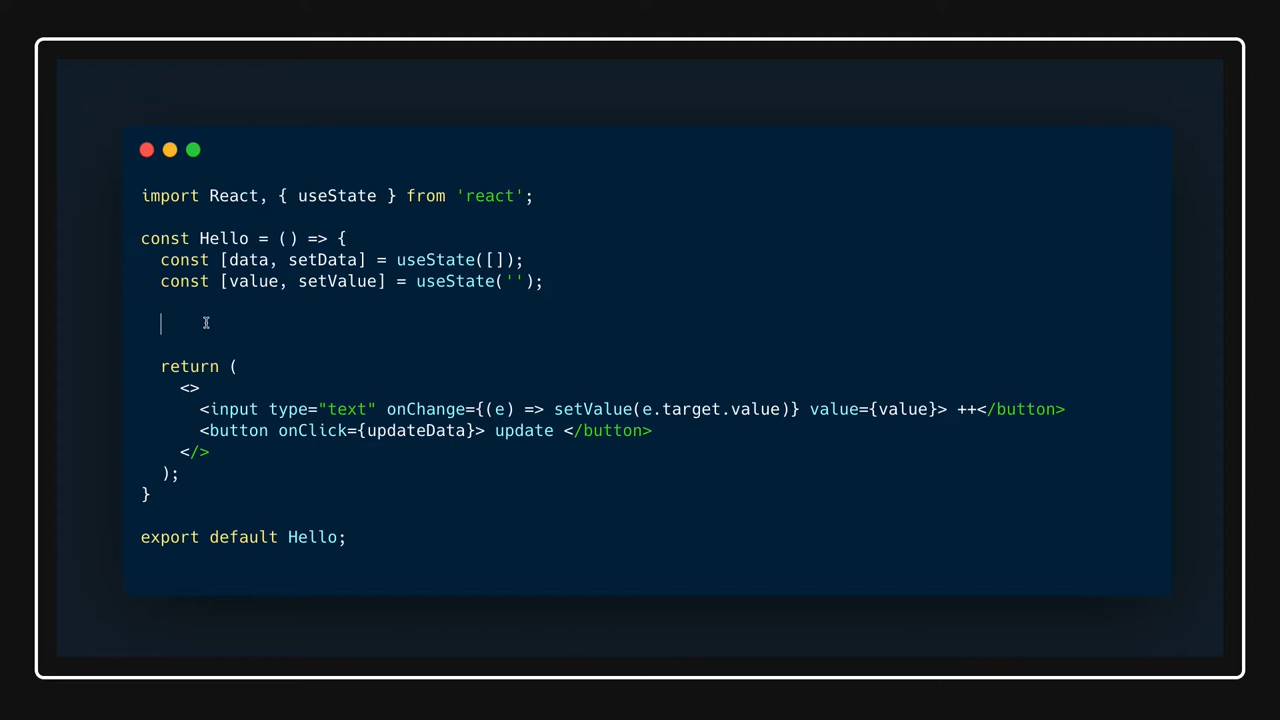 import React, { useState } from 'react';
const Hello = () => {
const [data, setData] = useState([]);
const [value, setValue] = useState('');
return (
<>
<input type="text" onChange={(e) => setValue(e.target.value)} value={value}> ++</button>
<button onClick={updateData}> update </button>
</>
);
}
export default Hello;